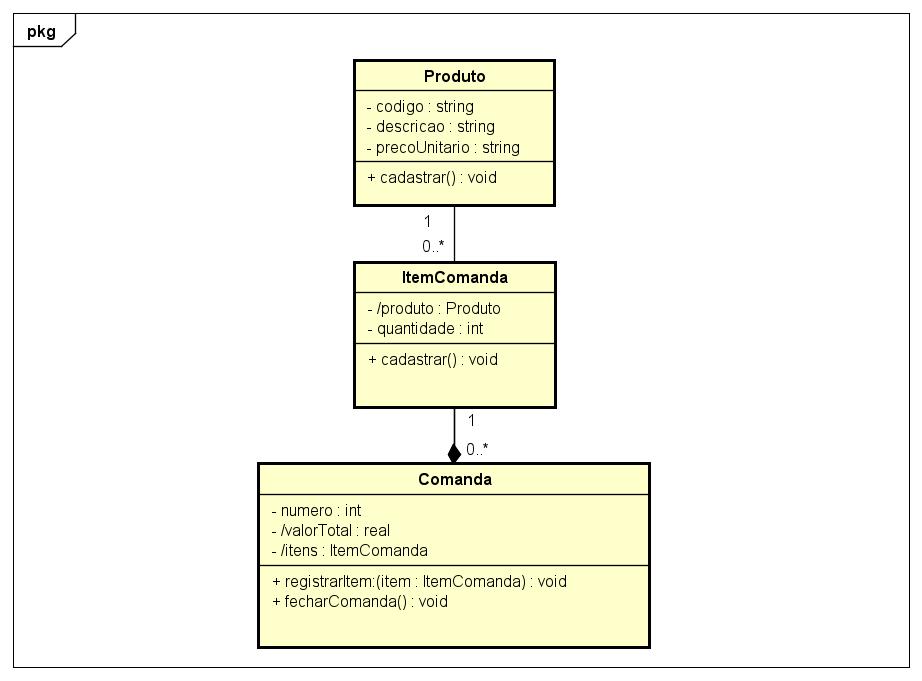 pkg
Produto
- codigo : string
- descricao : string
- precoUnitario : string
+ cadastrar() : void
1
0..*
ItemComanda
- /produto : Produto
- quantidade : int
+ cadastrar() : void
1
0..*
Comanda
- numero : int
- /valorTotal : real
- /itens : ItemComanda
+ registrarItem:(item : ItemComanda) : void
+ fecharComanda() : void